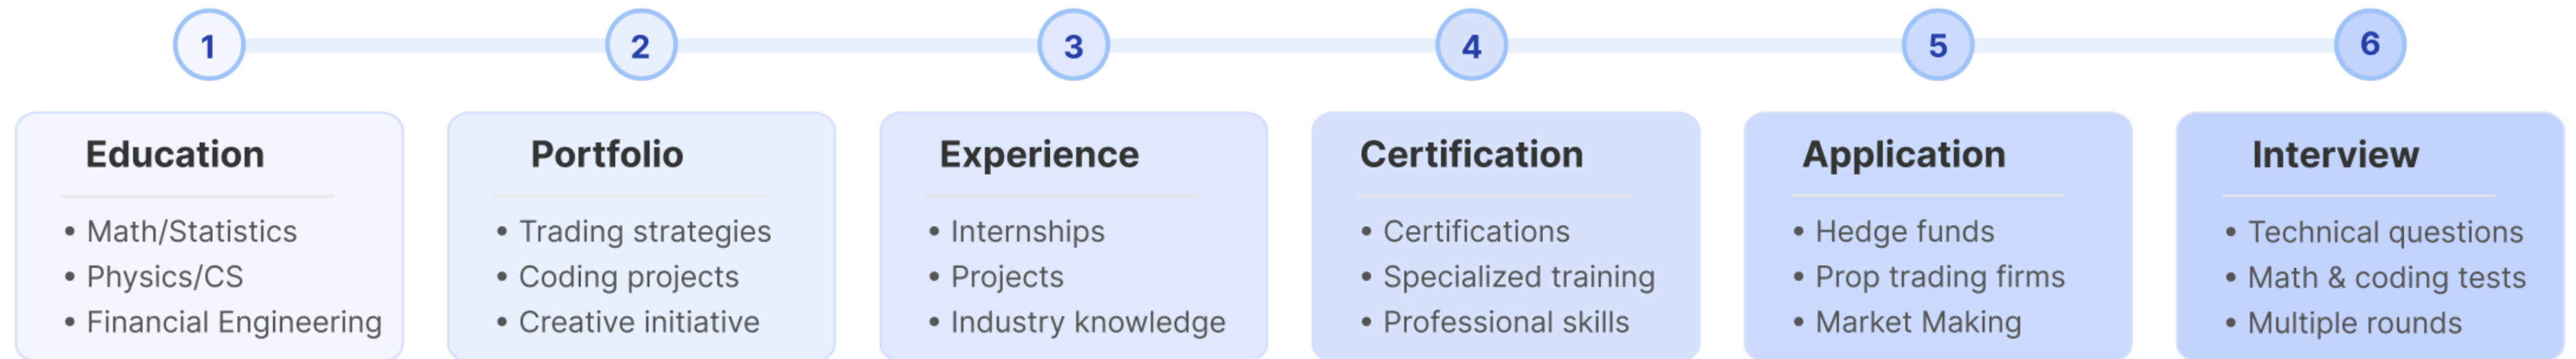 1
2
3
4
5
6
Education
• Math/Statistics
• Physics/CS
• Financial Engineering
Portfolio
• Trading strategies
• Coding projects
• Creative initiative
Experience
• Internships
• Projects
• Industry knowledge
Certification
• Certifications
• Specialized training
• Professional skills
Application
• Hedge funds
• Prop trading firms
• Market Making
Interview
• Technical questions
• Math & coding tests
• Multiple rounds